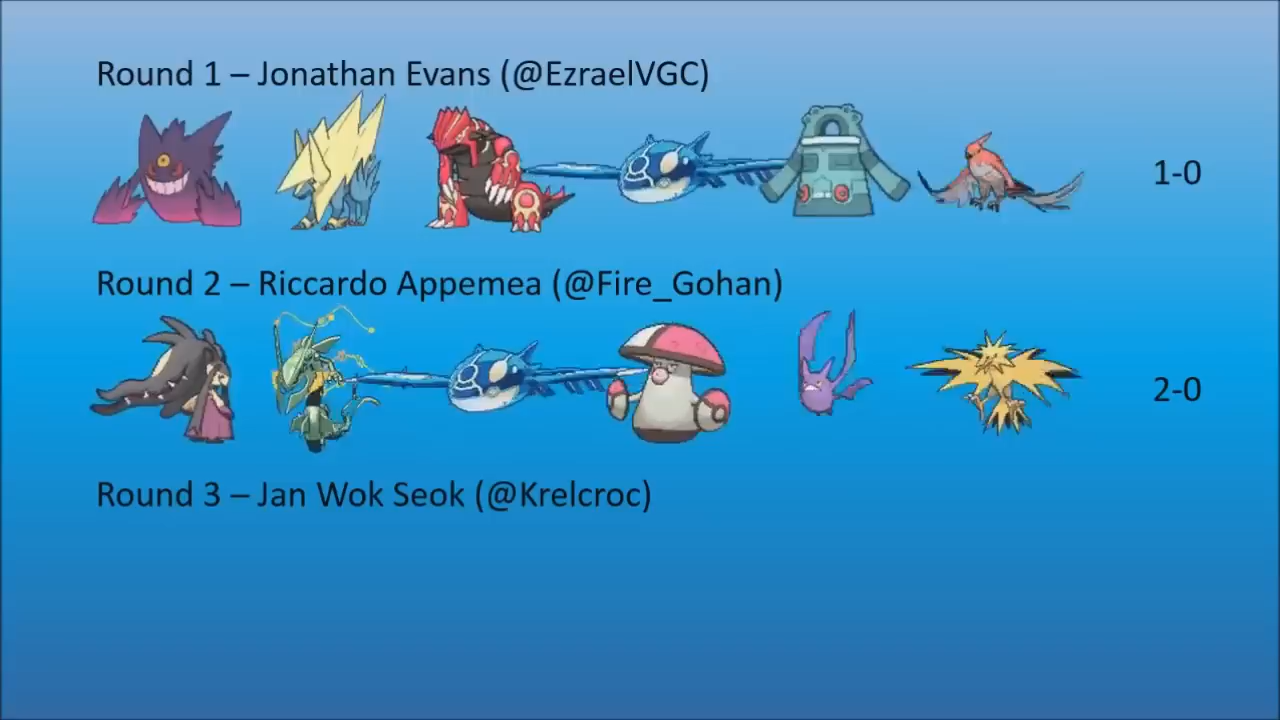 Round 1 – Jonathan Evans (@EzraelVGC)
1-0
Round 2 – Riccardo Appemea (@Fire_Gohan)
2-0
Round 3 – Jan Wok Seok (@Krelcroc)